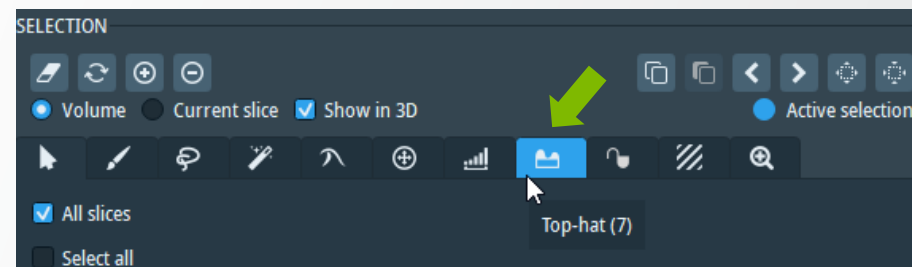 SELECTION
Volume Current slice Show in 3D Active selection
Top-hat (7)
All slices
Select all